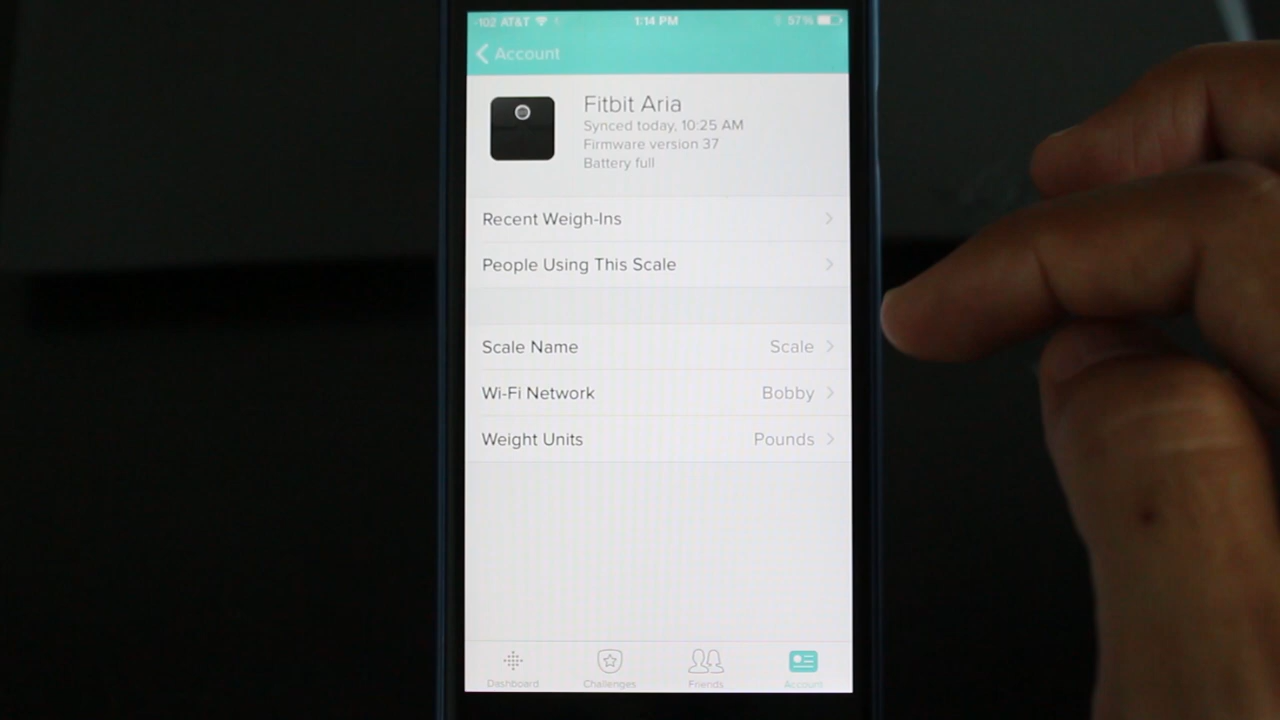 -102 AT&T 1:14 PM 57%
Account
Fitbit Aria
Synced today, 10:25 AM
Firmware version 37
Battery full
Recent Weigh-Ins
People Using This Scale
Scale Name Scale
Wi-Fi Network Bobby
Weight Units Pounds
Dashboard Challenges Friends Account